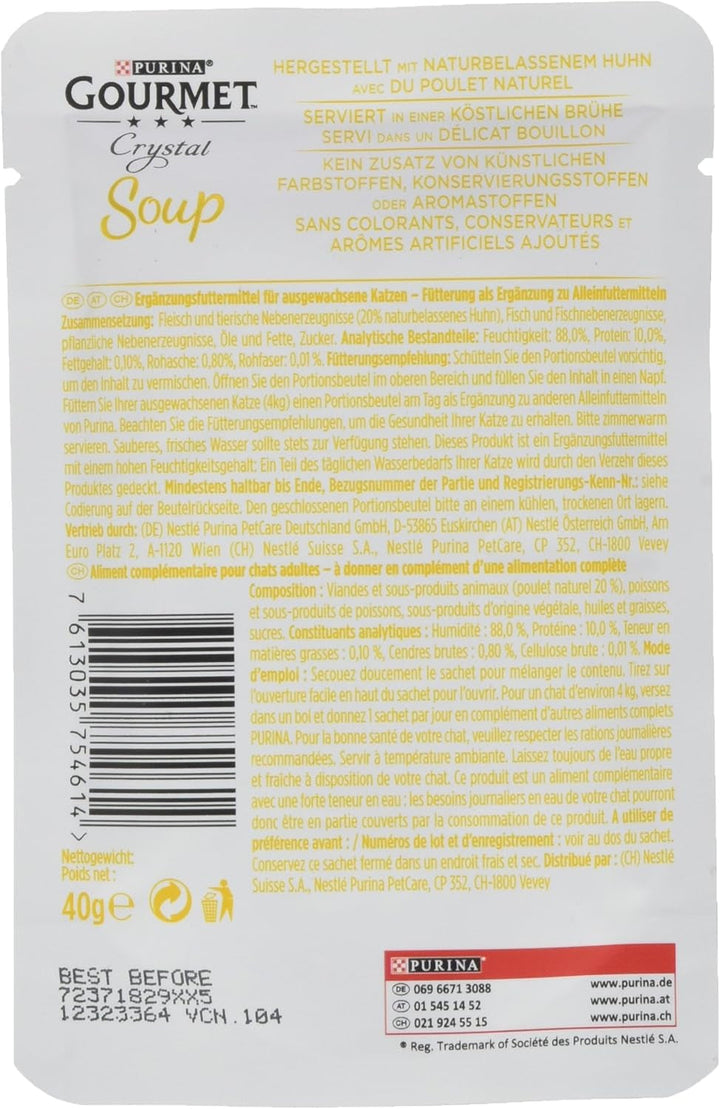 PURINA®
GOURMET™
Crystal
Soup
HERGESTELLT MIT NATURBELASSENEM HUHN
AVEC DU POULET NATUREL
SERVIERT IN EINER KÖSTLICHEN BRÜHE
SERVI DANS UN DÉLICAT BOUILLON
KEIN ZUSATZ VON KÜNSTLICHEN
FARBSTOFFEN, KONSERVIERUNGSSTOFFEN
ODER AROMASTOFFEN
SANS COLORANTS, CONSERVATEURS ET
ARÔMES ARTIFICIELS AJOUTÉS
DE AT CH Ergänzungsfuttermittel für ausgewachsene Katzen – Fütterung als Ergänzung zu Alleinfuttermitteln
Zusammensetzung: Fleisch und tierische Nebenerzeugnisse (20% naturbelassenes Huhn), Fisch und Fischnebenerzeugnisse,
pflanzliche Nebenerzeugnisse, Öle und Fette, Zucker. Analytische Bestandteile: Feuchtigkeit: 88,0%, Protein: 10,0%,
Fettgehalt: 0,10%, Rohasche: 0,80%, Rohfaser: 0,01 %. Fütterungsempfehlung: Schütteln Sie den Portionsbeutel vorsichtig,
um den Inhalt zu vermischen. Öffnen Sie den Portionsbeutel im oberen Bereich und füllen Sie den Inhalt in einen Napf.
Füttern Sie Ihrer ausgewachsenen Katze (4kg) einen Portionsbeutel am Tag als Ergänzung zu anderen Alleinfuttermitteln
von Purina. Beachten Sie die Fütterungsempfehlungen, um die Gesundheit Ihrer Katze zu erhalten. Bitte zimmerwarm
servieren. Sauberes, frisches Wasser sollte stets zur Verfügung stehen. Dieses Produkt ist ein Ergänzungsfuttermittel
mit einem hohen Feuchtigkeitsgehalt: Ein Teil des täglichen Wasserbedarfs Ihrer Katze wird durch den Verzehr dieses
Produktes gedeckt. Mindestens haltbar bis Ende, Bezugsnummer der Partie und Registrierungs-Kenn-Nr.: siehe
Codierung auf der Beutelrückseite. Den geschlossenen Portionsbeutel bitte an einem kühlen, trockenen Ort lagern.
Vertrieb durch: (DE) Nestlé Purina PetCare Deutschland GmbH, D-53865 Euskirchen (AT) Nestlé Österreich GmbH, Am
Euro Platz 2, A-1120 Wien (CH) Nestlé Suisse S.A., Nestlé Purina PetCare, CP 352, CH-1800 Vevey
CH Aliment complémentaire pour chats adultes – à donner en complément d'une alimentation complète
Composition : Viandes et sous-produits animaux (poulet naturel 20 %), poissons
et sous-produits de poissons, sous-produits d'origine végétale, huiles et graisses,
sucres. Constituants analytiques : Humidité : 88,0 %, Protéine : 10,0 %, Teneur en
matières grasses : 0,10 %, Cendres brutes : 0,80 %, Cellulose brute : 0,01 %. Mode
d'emploi : Secouez doucement le sachet pour mélanger le contenu. Tirez sur
l'ouverture facile en haut du sachet pour l'ouvrir. Pour un chat d'environ 4 kg, versez
dans un bol et donnez 1 sachet par jour en complément d'autres aliments complets
PURINA. Pour la bonne santé de votre chat, veuillez respecter les rations journalières
recommandées. Servir à température ambiante. Laissez toujours de l'eau propre
et fraîche à disposition de votre chat. Ce produit est un aliment complémentaire
avec une forte teneur en eau : les besoins journaliers en eau de votre chat pourront
donc être en partie couverts par la consommation de ce produit. A utiliser de
préférence avant : / Numéros de lot et d'enregistrement : voir au dos du sachet.
Conservez ce sachet fermé dans un endroit frais et sec. Distribué par : (CH) Nestlé
Suisse S.A., Nestlé Purina PetCare, CP 352, CH-1800 Vevey
7 613035 754614 >
Nettogewicht:
Poids net :
40g e
BEST BEFORE
72371829XX5
12323364 VCN.104
PURINA®
DE 069 6671 3088 www.purina.de
AT 01 545 14 52 www.purina.at
CH 021 924 55 15 www.purina.ch
® Reg. Trademark of Société des Produits Nestlé S.A.